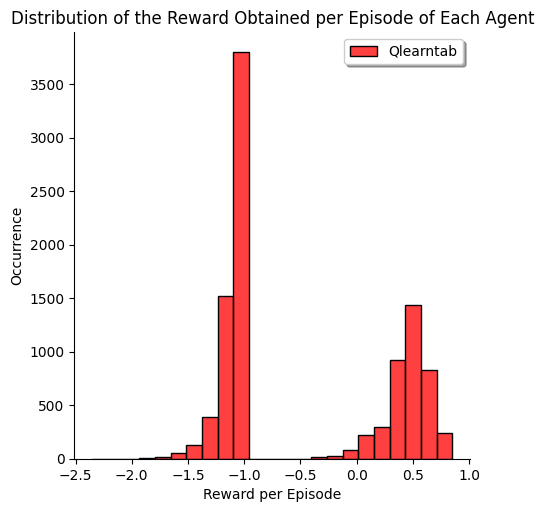 Distribution of the Reward Obtained per Episode of Each Agent
Qlearntab
3500
3000
2500
2000
1500
1000
500
0
Occurrence
−2.5 −2.0 −1.5 −1.0 −0.5 0.0 0.5 1.0
Reward per Episode